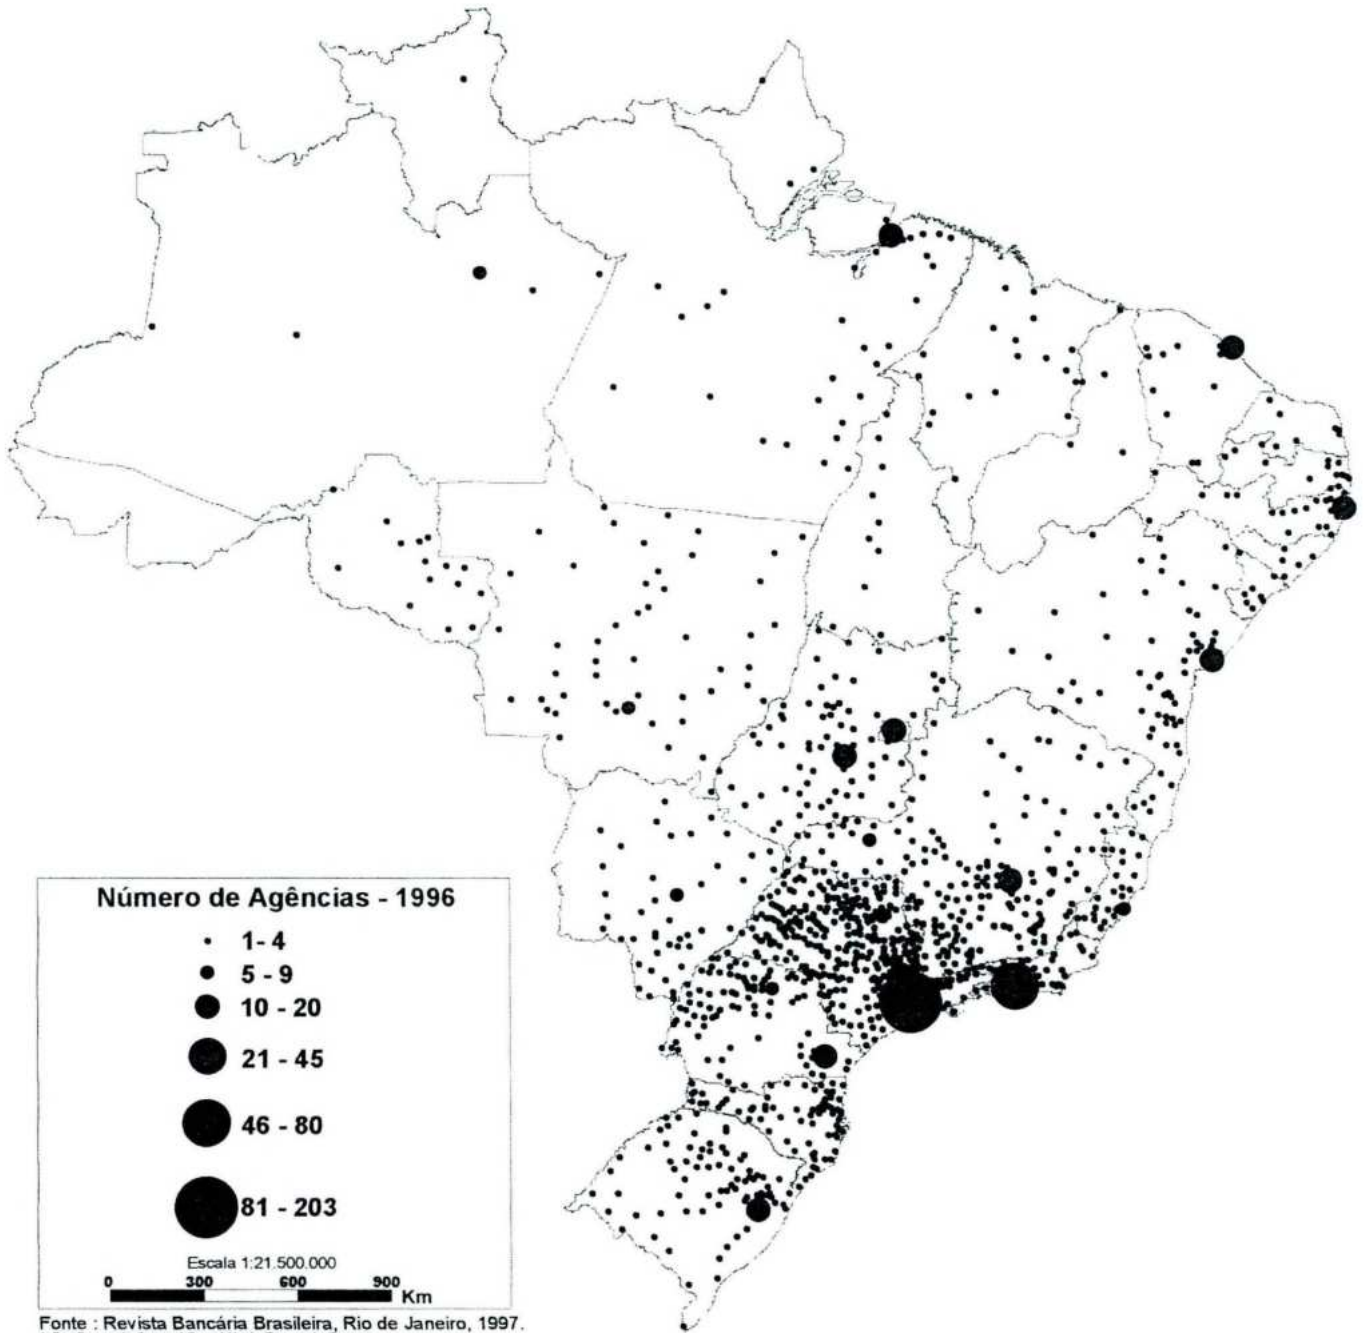 Número de Agências - 1996
1- 4
5 - 9
10 - 20
21 - 45
46 - 80
81 - 203
Escala 1:21.500.000
0 300 600 900
Km
Fonte : Revista Bancária Brasileira, Rio de Janeiro, 1997.